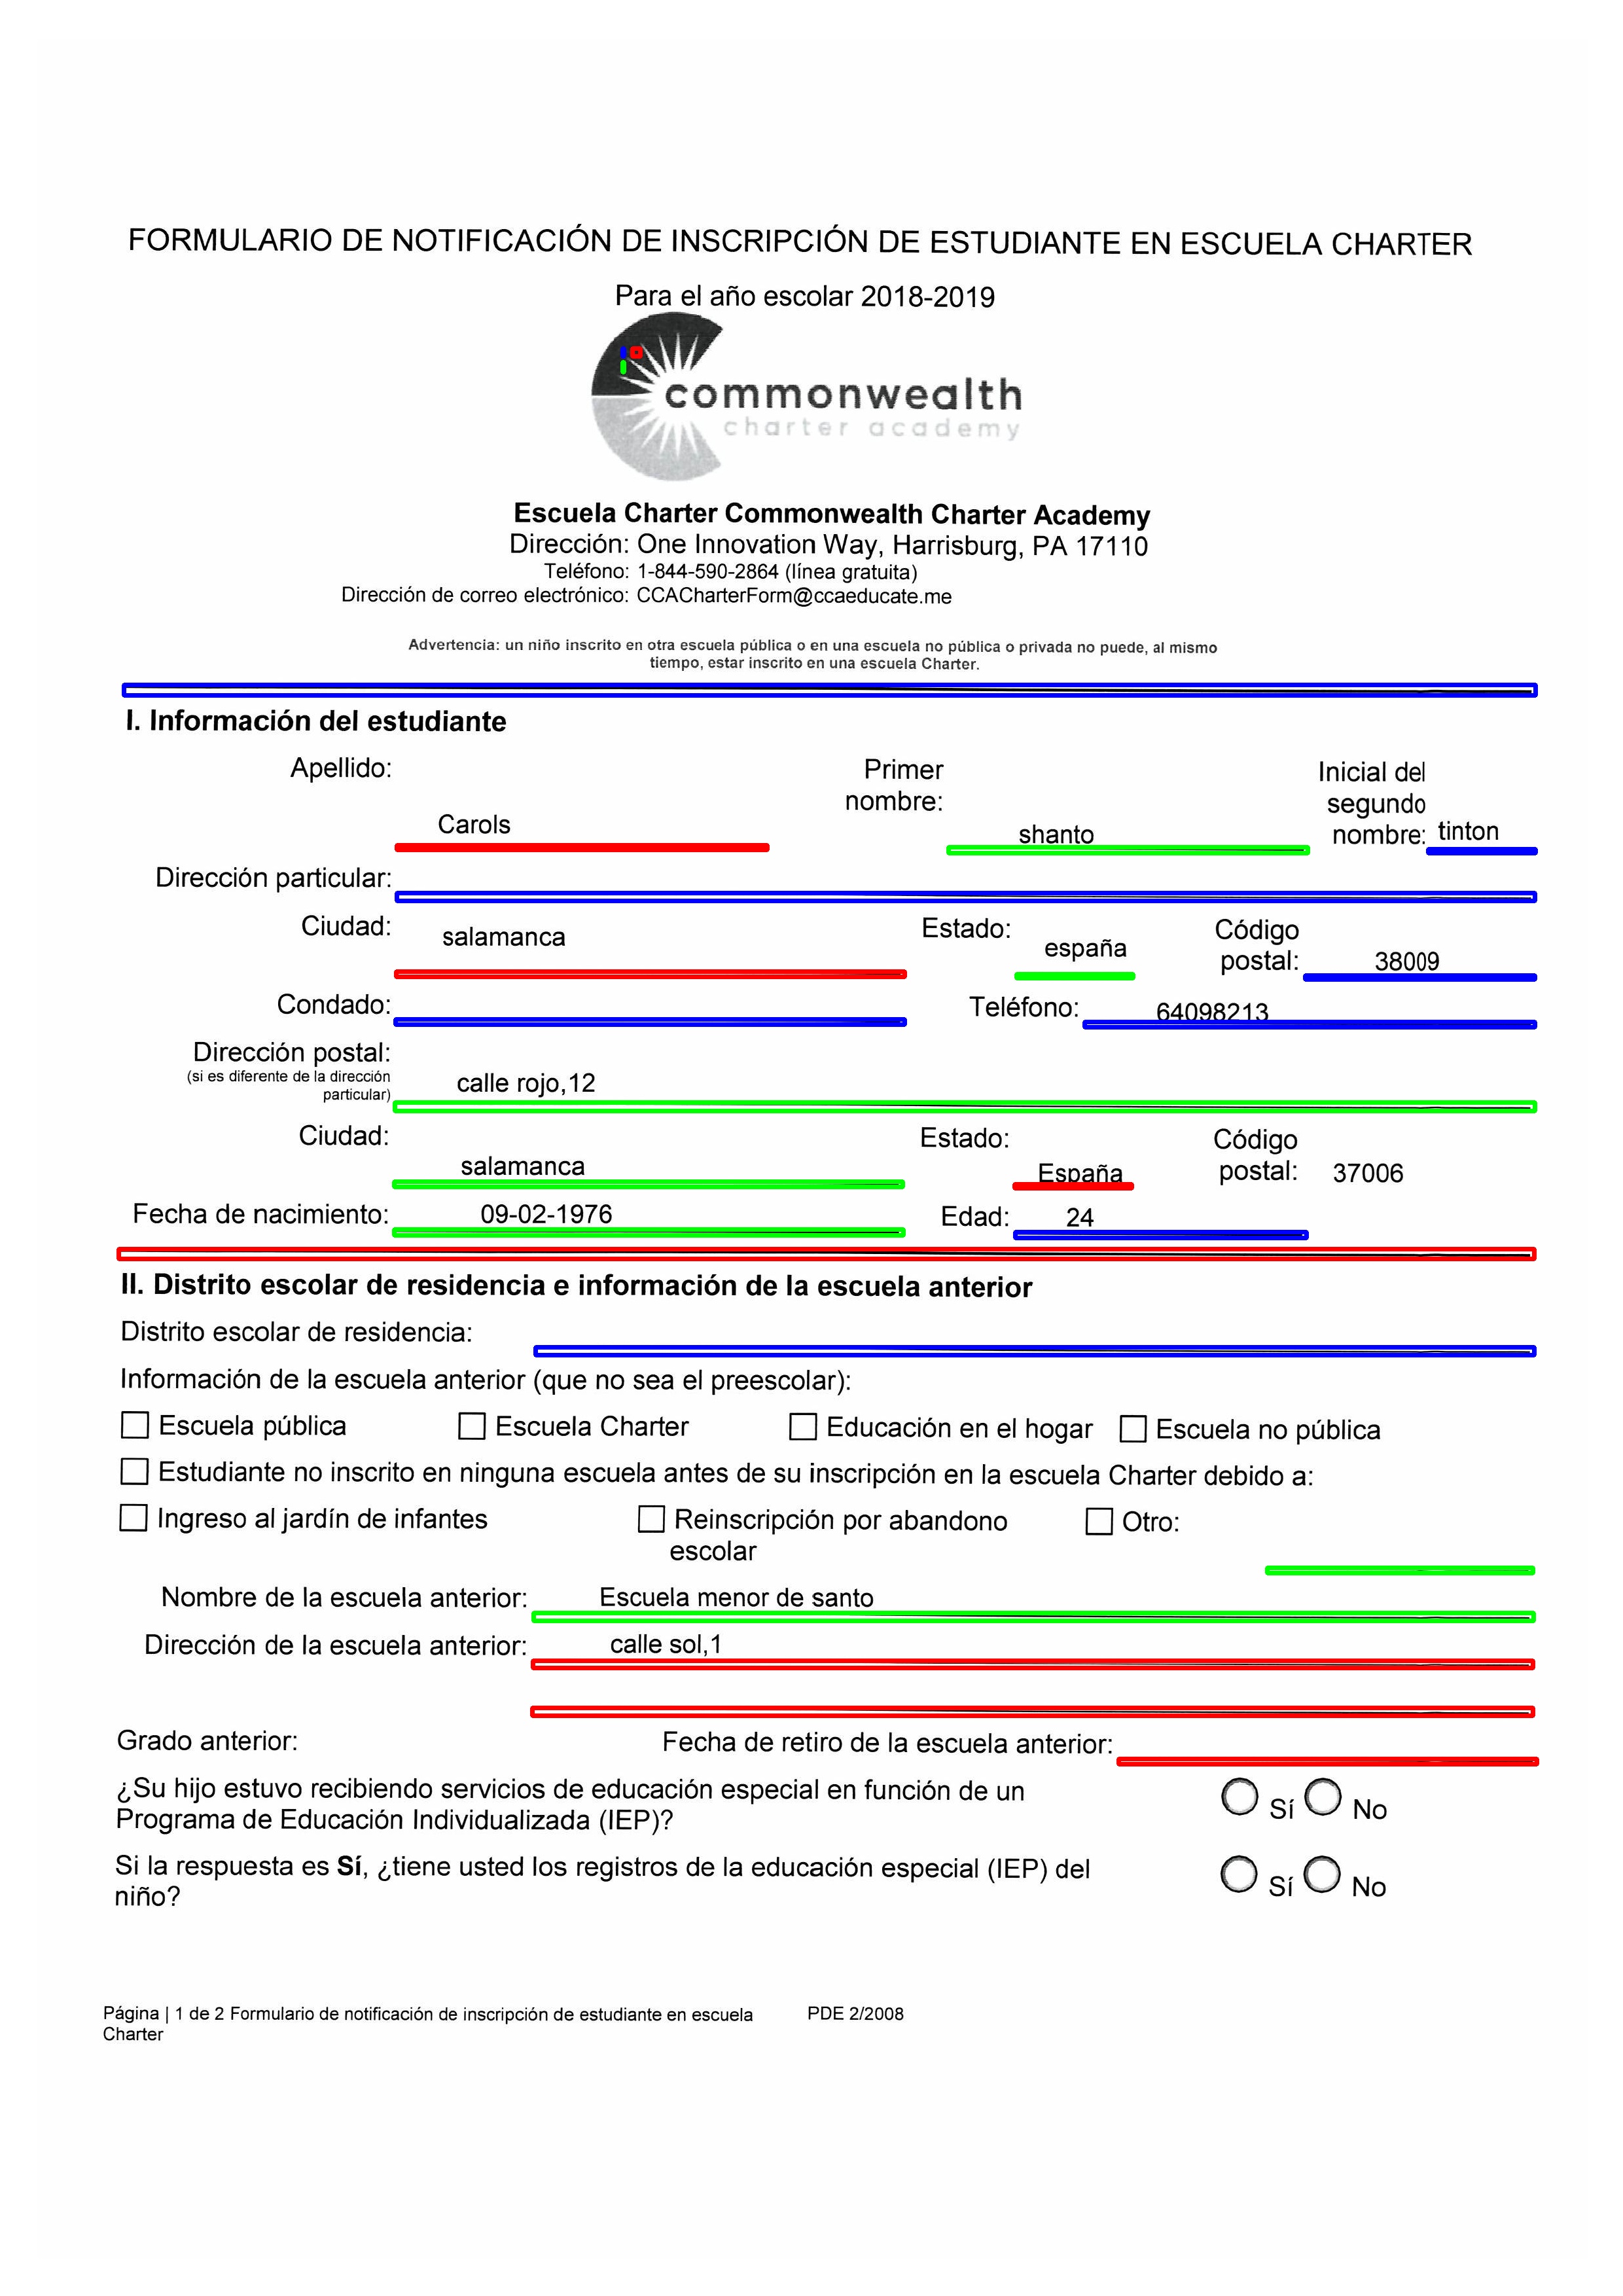 FORMULARIO DE NOTIFICACIÓN DE INSCRIPCIÓN DE ESTUDIANTE EN ESCUELA CHARTER
Para el año escolar 2018-2019
commonwealth
charter academy
Escuela Charter Commonwealth Charter Academy
Dirección: One Innovation Way, Harrisburg, PA 17110
Teléfono: 1-844-590-2864 (línea gratuita)
Dirección de correo electrónico: CCACharterForm@ccaeducate.me
Advertencia: un niño inscrito en otra escuela pública o en una escuela no pública o privada no puede, al mismo
tiempo, estar inscrito en una escuela Charter.
I. Información del estudiante
Apellido: Carols
Primer
nombre: shanto
Inicial del
segundo
nombre: tinton
Dirección particular:
Ciudad: salamanca
Estado: españa
Código
postal: 38009
Condado:
Teléfono: 64098213
Dirección postal:
(si es diferente de la dirección
particular)
calle rojo,12
Ciudad: salamanca
Estado: España
Código
postal: 37006
Fecha de nacimiento: 09-02-1976
Edad: 24
II. Distrito escolar de residencia e información de la escuela anterior
Distrito escolar de residencia:
Información de la escuela anterior (que no sea el preescolar):
Escuela pública Escuela Charter Educación en el hogar Escuela no pública
Estudiante no inscrito en ninguna escuela antes de su inscripción en la escuela Charter debido a:
Ingreso al jardín de infantes
Reinscripción por abandono
escolar
Otro:
Nombre de la escuela anterior: Escuela menor de santo
Dirección de la escuela anterior: calle sol,1
Grado anterior: Fecha de retiro de la escuela anterior:
¿Su hijo estuvo recibiendo servicios de educación especial en función de un
Programa de Educación Individualizada (IEP)?
Sí No
Si la respuesta es Sí, ¿tiene usted los registros de la educación especial (IEP) del
niño?
Sí No
Página | 1 de 2 Formulario de notificación de inscripción de estudiante en escuela
Charter
PDE 2/2008